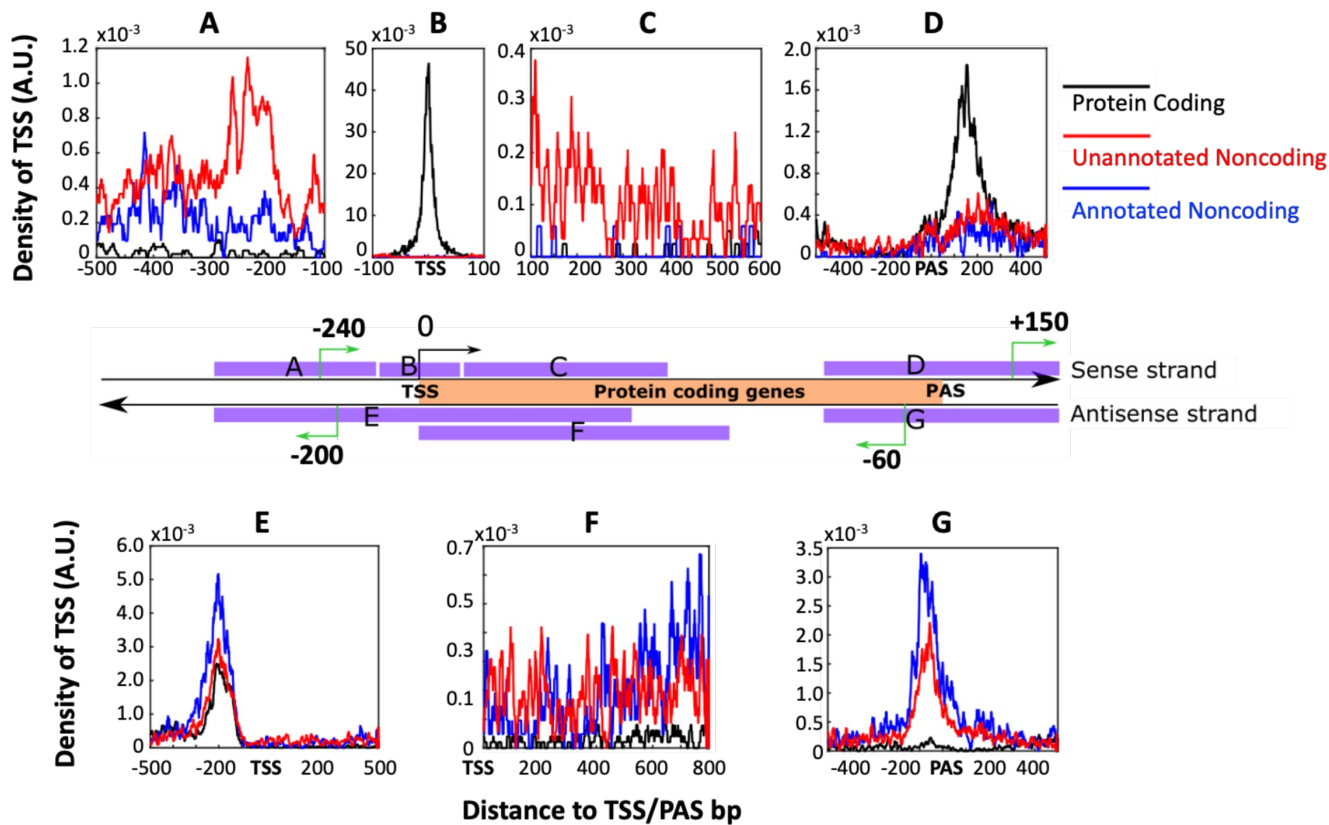 A
B
C
D
x10-3
x10-3
x10-3
x10-3
Density of TSS (A.U.)
1.2
1.0
0.8
0.6
0.4
0.2
0
-500 -400 -300 -200 -100
50
40
30
20
10
0
-100 TSS 100
0.4
0.3
0.2
0.1
0
100 200 300 400 500 600
2.0
1.6
1.2
0.8
0.4
0
-400 -200 PAS 200 400
Protein Coding
Unannotated Noncoding
Annotated Noncoding
-240
0
+150
A
B
C
D
Sense strand
TSS
Protein coding genes
PAS
Antisense strand
E
F
G
-200
-60
E
F
G
x10-3
x10-3
x10-3
Density of TSS (A.U.)
6.0
5.0
4.0
3.0
2.0
1.0
0
-500 -200 TSS 200 500
0.7
0.5
0.3
0.1
0
TSS 200 400 600 800
3.5
3.0
2.5
2.0
1.5
1.0
0.5
0
-400 -200 PAS 200 400
Distance to TSS/PAS bp